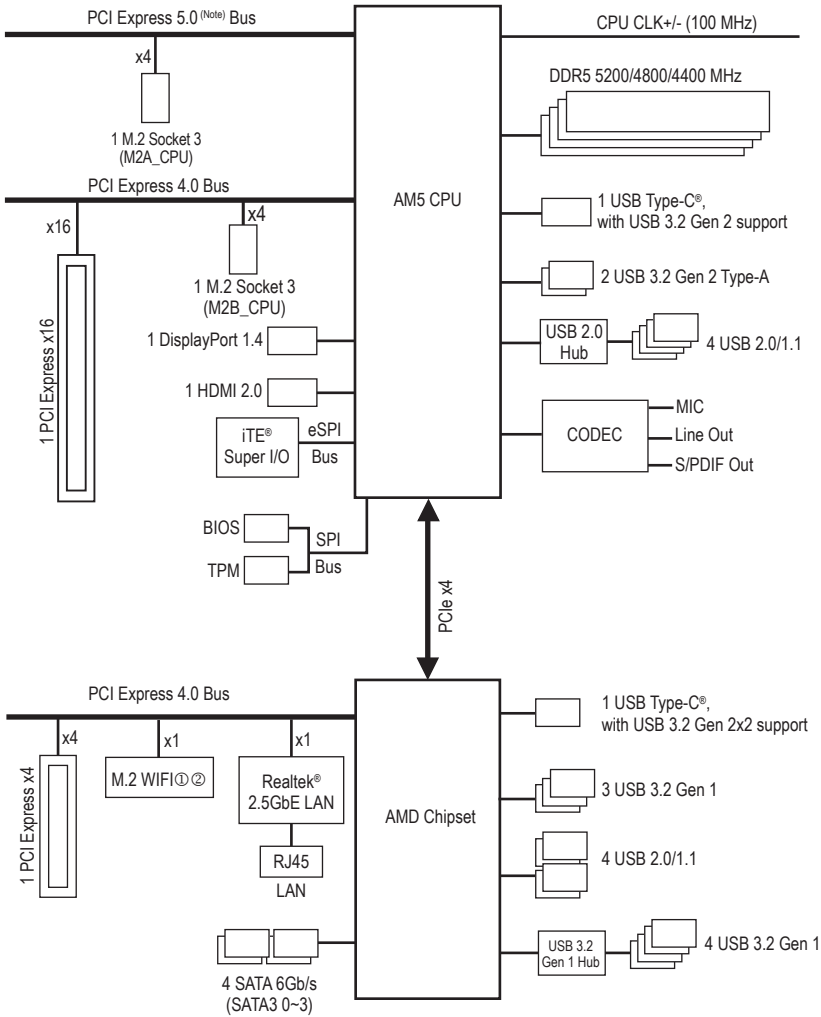 PCI Express 5.0 (Note) Bus
CPU CLK+/- (100 MHz)
x4
DDR5 5200/4800/4400 MHz
1 M.2 Socket 3
(M2A_CPU)
PCI Express 4.0 Bus
AM5 CPU
1 USB Type-C®,
with USB 3.2 Gen 2 support
x16
x4
1 M.2 Socket 3
(M2B_CPU)
2 USB 3.2 Gen 2 Type-A
1 PCI Express x16
1 DisplayPort 1.4
USB 2.0
Hub
4 USB 2.0/1.1
1 HDMI 2.0
iTE®
Super I/O
eSPI
Bus
CODEC
MIC
Line Out
S/PDIF Out
BIOS
TPM
SPI
Bus
PCIe x4
PCI Express 4.0 Bus
1 USB Type-C®,
with USB 3.2 Gen 2x2 support
x4
x1
x1
1 PCI Express x4
M.2 WIFI①②
Realtek®
2.5GbE LAN
AMD Chipset
3 USB 3.2 Gen 1
RJ45
LAN
4 USB 2.0/1.1
4 SATA 6Gb/s
(SATA3 0~3)
USB 3.2
Gen 1 Hub
4 USB 3.2 Gen 1